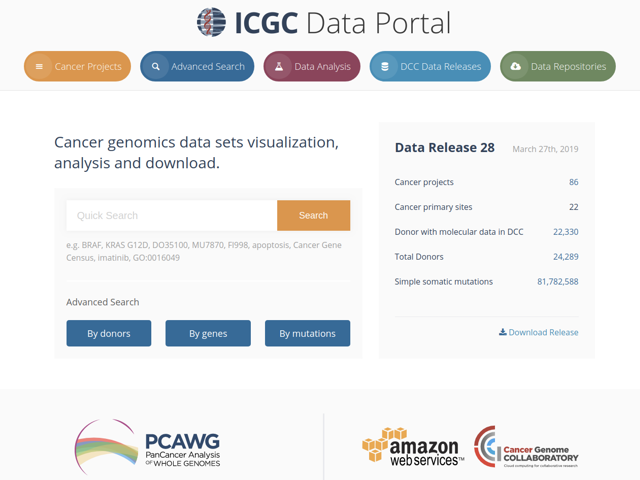 ICGC Data Portal
Cancer Projects
Advanced Search
Data Analysis
DCC Data Releases
Data Repositories
Cancer genomics data sets visualization,
analysis and download.
Quick Search
Search
e.g. BRAF, KRAS G12D, DO35100, MU7870, FI998, apoptosis, Cancer Gene
Census, imatinib, GO:0016049
Advanced Search
By donors
By genes
By mutations
Data Release 28 March 27th, 2019
Cancer projects 86
Cancer primary sites 22
Donor with molecular data in DCC 22,330
Total Donors 24,289
Simple somatic mutations 81,782,588
Download Release
PCAWG
PanCancer Analysis
OF WHOLE GENOMES
amazon
web services™
Cancer Genome
COLLABORATORY
Cloud computing for collaborative research